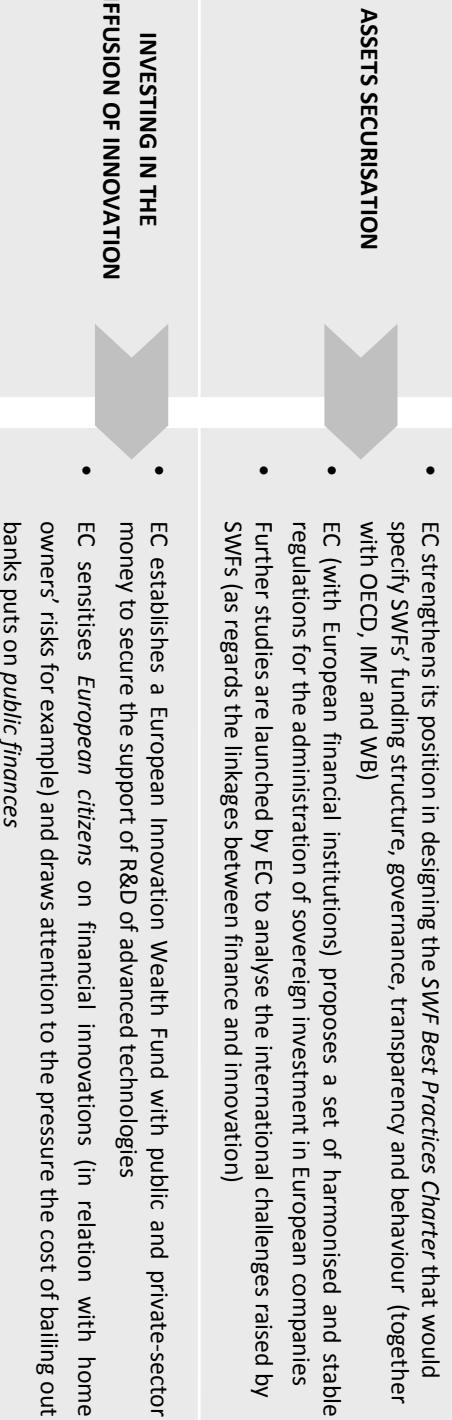 ASSETS SECURISATION
• EC strengthens its position in designing the SWF Best Practices Charter that would
specify SWFs' funding structure, governance, transparency and behaviour (together
with OECD, IMF and WB)
• EC (with European financial institutions) proposes a set of harmonised and stable
regulations for the administration of sovereign investment in European companies
• Further studies are launched by EC to analyse the international challenges raised by
SWFs (as regards the linkages between finance and innovation)
INVESTING IN THE
FFUSION OF INNOVATION
• EC establishes a European Innovation Wealth Fund with public and private-sector
money to secure the support of R&D of advanced technologies
• EC sensitises European citizens on financial innovations (in relation with home
owners' risks for example) and draws attention to the pressure the cost of bailing out
banks puts on public finances